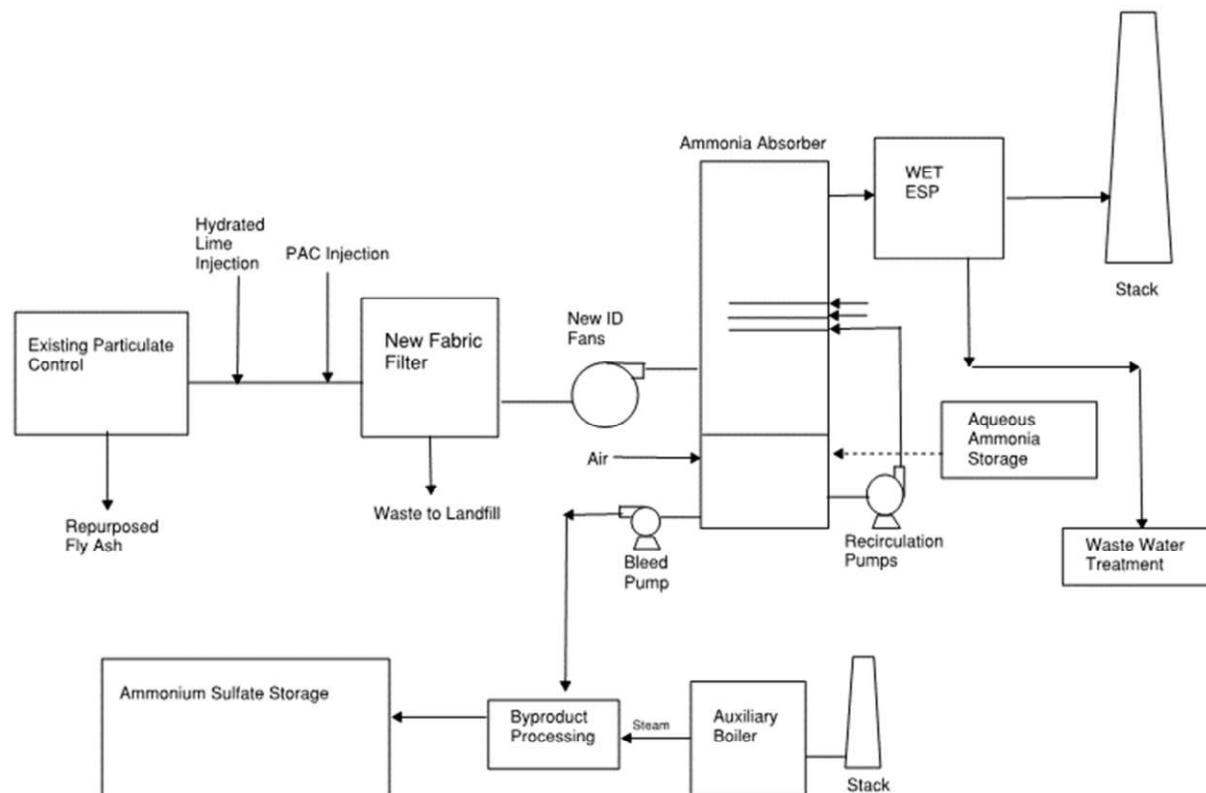 Ammonia Absorber
WET
ESP
Hydrated
Lime
Injection
PAC Injection
Stack
Existing Particulate
Control
New Fabric
Filter
New ID
Fans
Aqueous
Ammonia
Storage
Air
Repurposed
Fly Ash
Waste to Landfill
Bleed
Pump
Recirculation
Pumps
Waste Water
Treatment
Ammonium Sulfate Storage
Byproduct
Processing
Steam
Auxiliary
Boiler
Stack